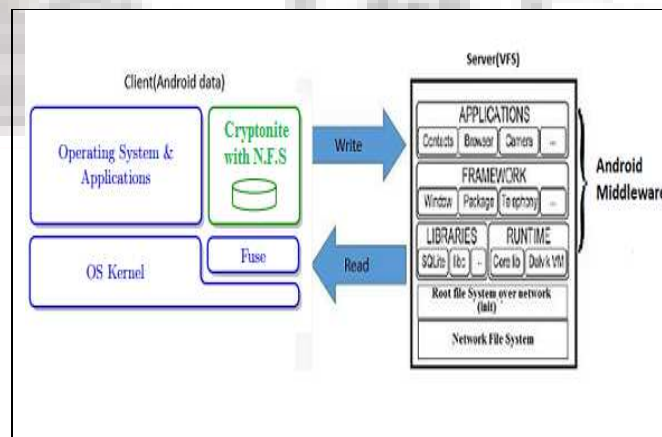 Server(VFS)
Client(Android data)
Operating System &
Applications
Cryptonite
with N.F.S
OS Kernel
Fuse
Write
Read
APPLICATIONS
Contacts Browser Camera ...
FRAMEWORK
Window Package Telephony ...
LIBRARIES RUNTIME
SQLite libc ... Core lib Dalvik VM
Root file System over network
(init)
Network File System
Android
Middleware